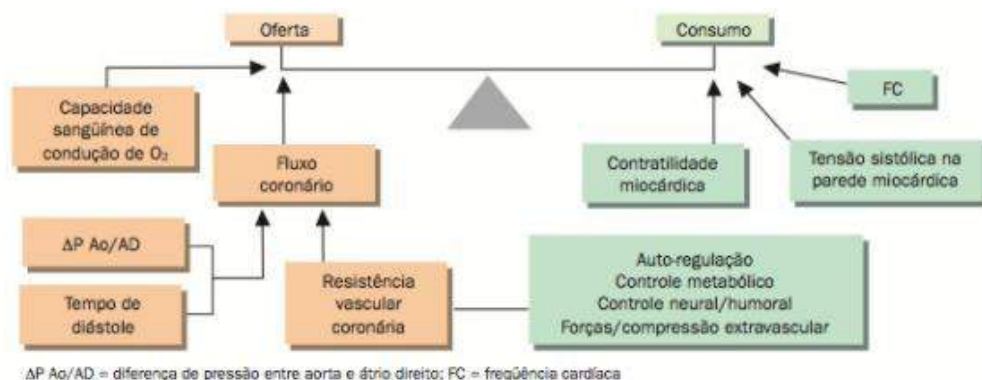 Oferta
Consumo
Capacidade
sangüínea de
condução de O₂
FC
Fluxo
coronário
Contratilidade
miocárdica
Tensão sistólica na
parede miocárdica
ΔP Ao/AD
Tempo de
diástole
Resistência
vascular
coronária
Auto-regulação
Controle metabólico
Controle neural/humoral
Forças/compressão extravascular
ΔP Ao/AD = diferença de pressão entre aorta e átrio direito; FC = freqüência cardíaca